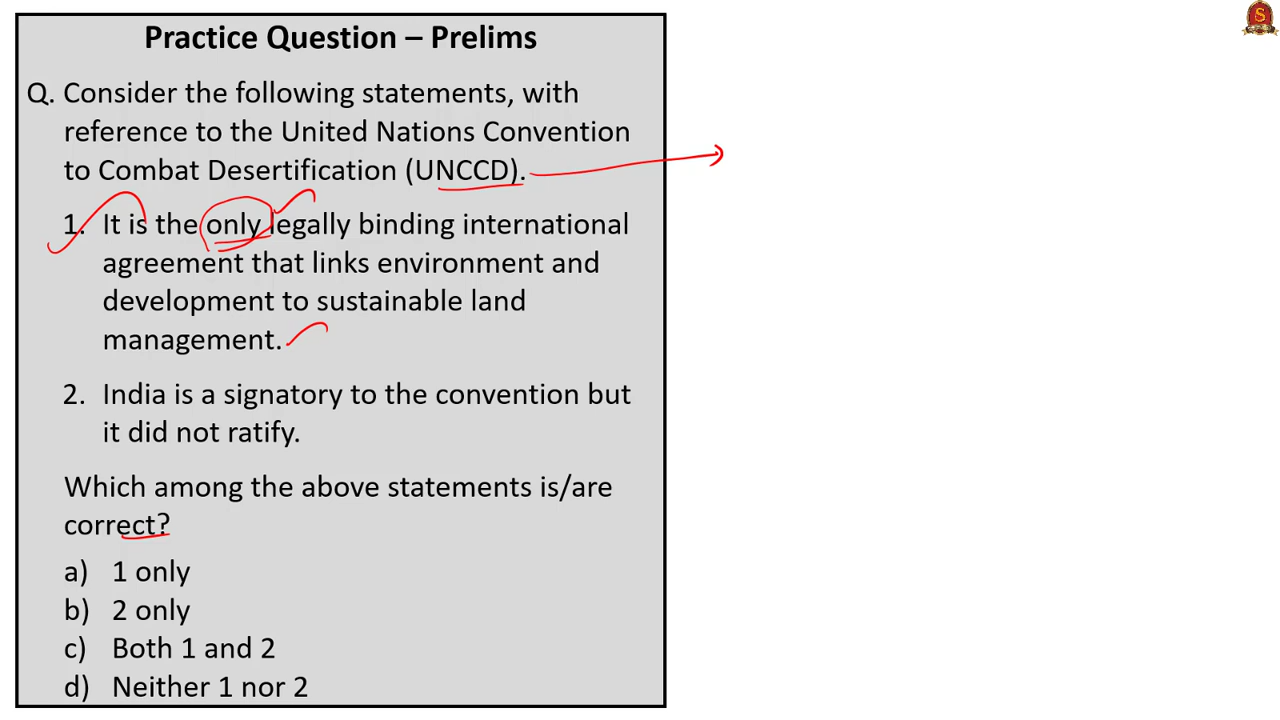 Practice Question – Prelims
Q. Consider the following statements, with
reference to the United Nations Convention
to Combat Desertification (UNCCD).
1. It is the only legally binding international
agreement that links environment and
development to sustainable land
management.
2. India is a signatory to the convention but
it did not ratify.
Which among the above statements is/are
correct?
a) 1 only
b) 2 only
c) Both 1 and 2
d) Neither 1 nor 2
S